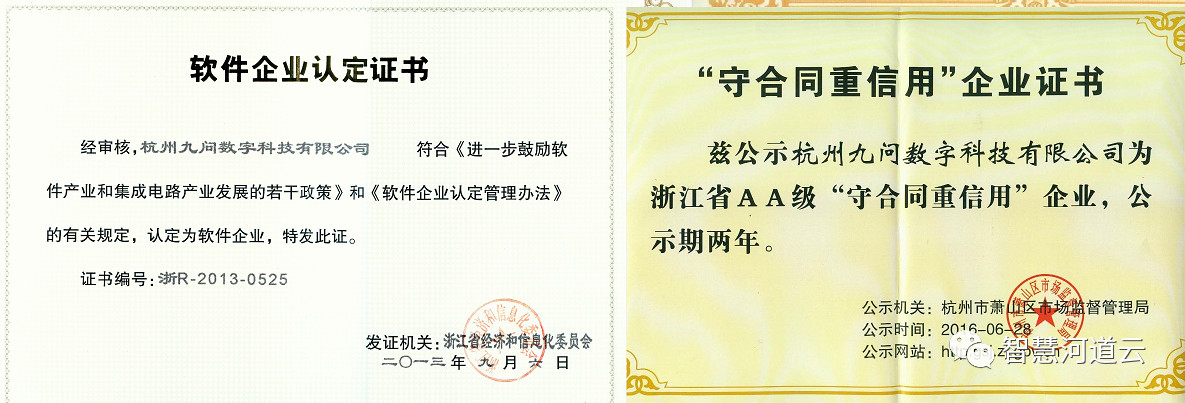 软件企业认定证书
经审核,杭州九问数字科技有限公司 符合《进一步鼓励软
件产业和集成电路产业发展的若干政策》和《软件企业认定管理办法》
的有关规定,认定为软件企业,特发此证。
证书编号:浙R-2013-0525
发证机关:浙江省经济和信息化委员会
二〇一三年九月六日
“守合同重信用”企业证书
兹公示杭州九问数字科技有限公司为
浙江省AA级“守合同重信用”企业,公
示期两年。
公示机关:杭州市萧山区市场监督管理局
公示时间:2016-06-28
公示网站:
智慧河道云